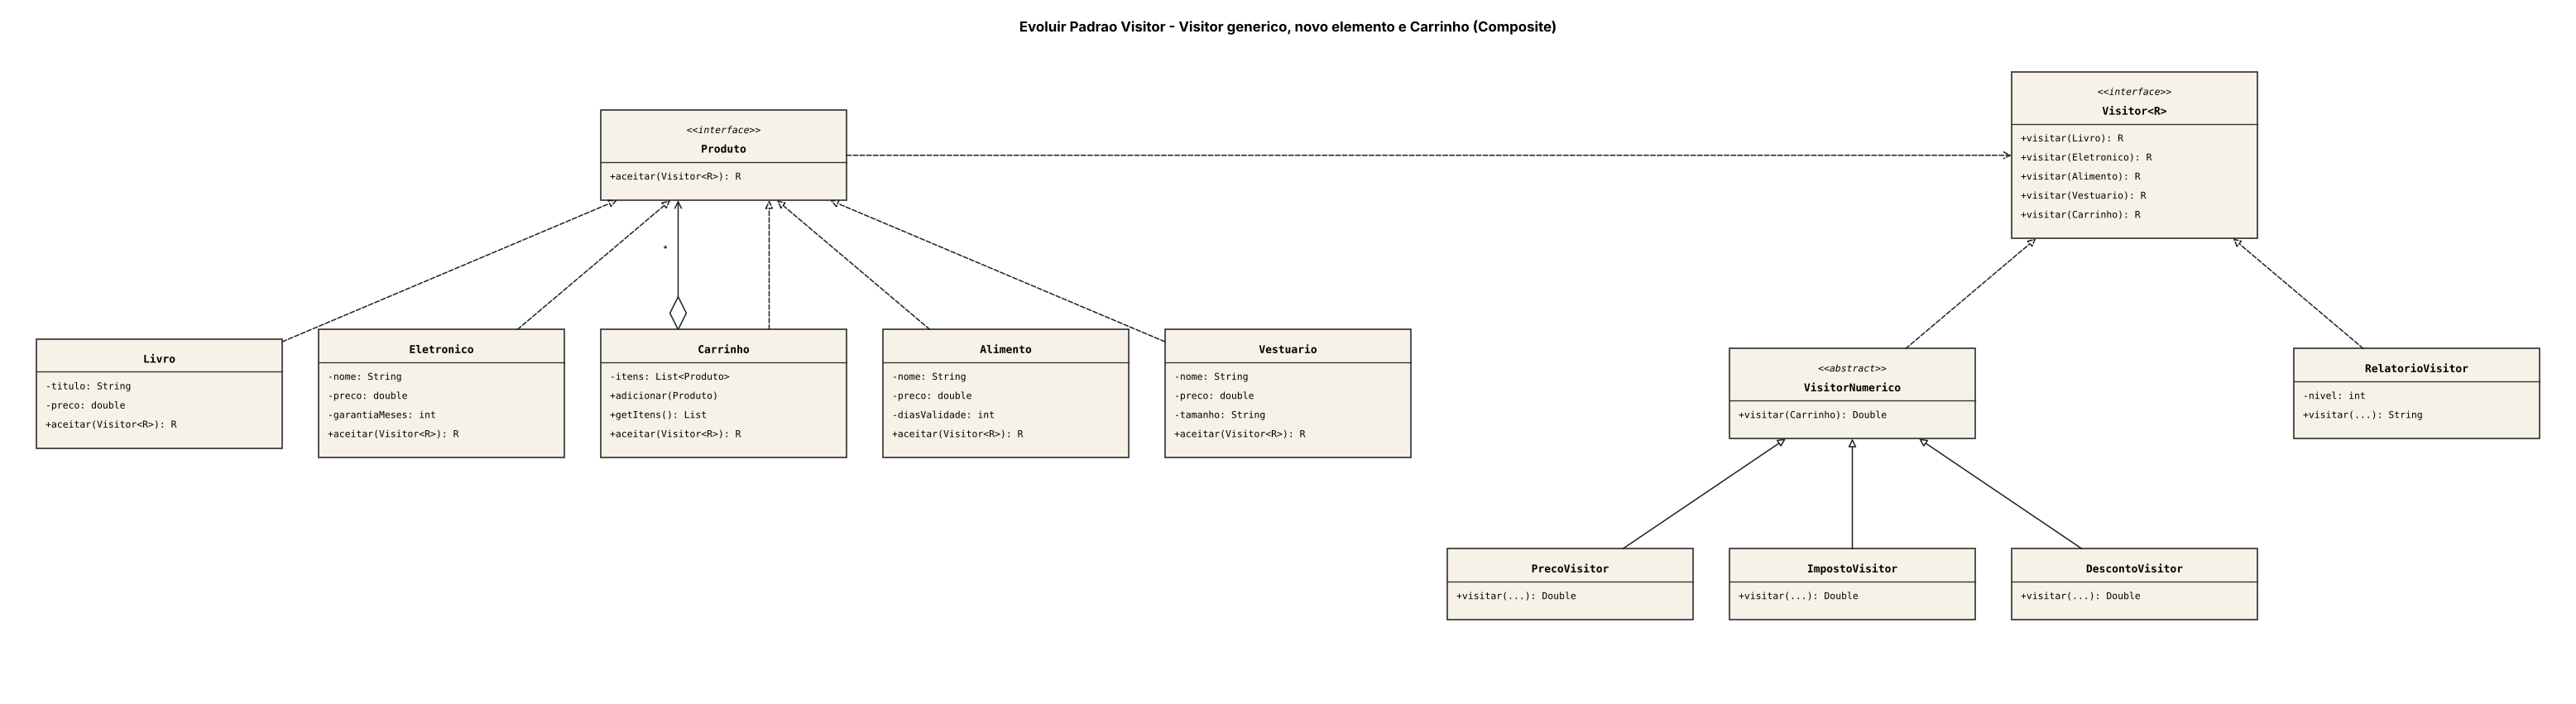 Evoluir Padrao Visitor - Visitor generico, novo elemento e Carrinho (Composite)
<<interface>>
Produto
+aceitar(Visitor<R>): R
<<interface>>
Visitor<R>
+visitar(Livro): R
+visitar(Eletronico): R
+visitar(Alimento): R
+visitar(Vestuario): R
+visitar(Carrinho): R
*
Livro
-titulo: String
-preco: double
+aceitar(Visitor<R>): R
Eletronico
-nome: String
-preco: double
-garantiaMeses: int
+aceitar(Visitor<R>): R
Carrinho
-itens: List<Produto>
+adicionar(Produto)
+getItens(): List
+aceitar(Visitor<R>): R
Alimento
-nome: String
-preco: double
-diasValidade: int
+aceitar(Visitor<R>): R
Vestuario
-nome: String
-preco: double
-tamanho: String
+aceitar(Visitor<R>): R
<<abstract>>
VisitorNumerico
+visitar(Carrinho): Double
RelatorioVisitor
-nivel: int
+visitar(...): String
PrecoVisitor
+visitar(...): Double
ImpostoVisitor
+visitar(...): Double
DescontoVisitor
+visitar(...): Double